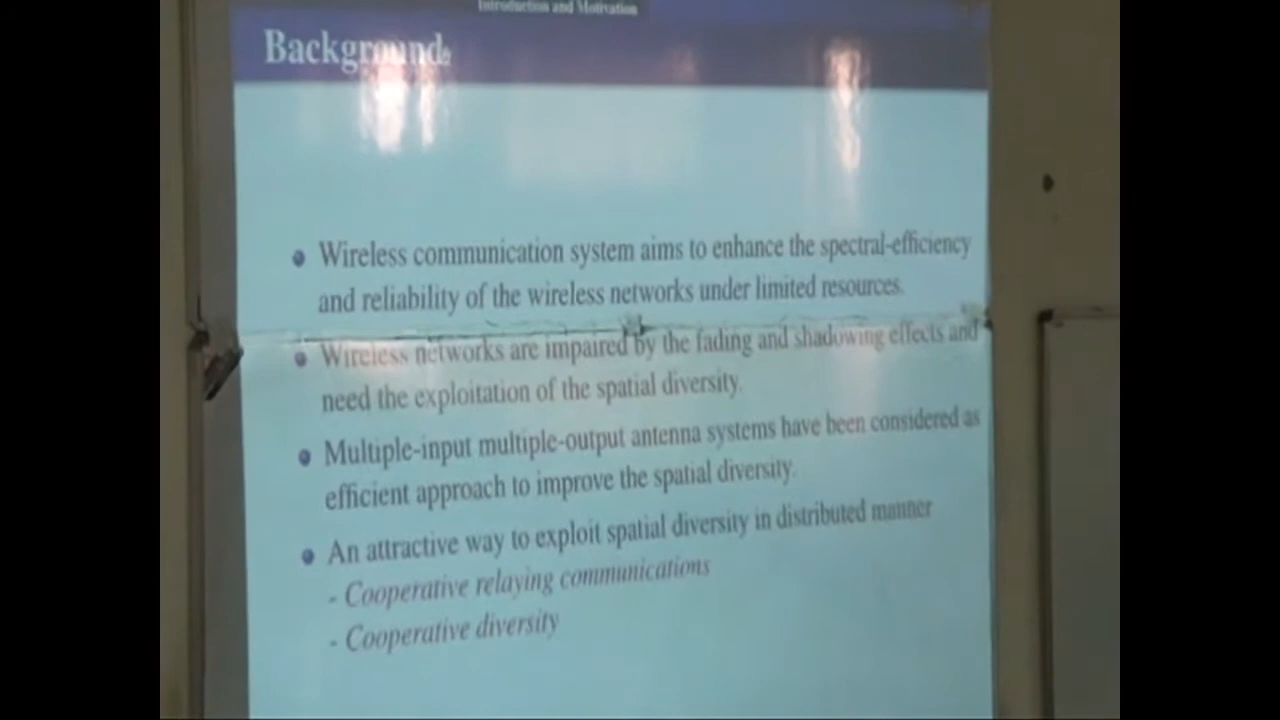 Introduction and Motivation
Background
Wireless communication system aims to enhance the spectral-efficiency
and reliability of the wireless networks under limited resources.
Wireless networks are impaired by the fading and shadowing effects and
need the exploitation of the spatial diversity.
Multiple-input multiple-output antenna systems have been considered as
efficient approach to improve the spatial diversity.
An attractive way to exploit spatial diversity in distributed manner
- Cooperative relaying communications
- Cooperative diversity